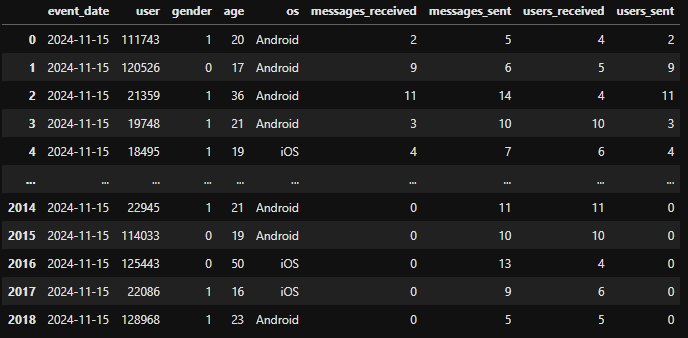 event_date user gender age os messages_received messages_sent users_received users_sent
0 2024-11-15 111743 1 20 Android 2 5 4 2
1 2024-11-15 120526 0 17 Android 9 6 5 9
2 2024-11-15 21359 1 36 Android 11 14 4 11
3 2024-11-15 19748 1 21 Android 3 10 10 3
4 2024-11-15 18495 1 19 iOS 4 7 6 4
... ... ... ... ... ... ... ... ... ...
2014 2024-11-15 22945 1 21 Android 0 11 11 0
2015 2024-11-15 114033 0 19 Android 0 10 10 0
2016 2024-11-15 125443 0 50 iOS 0 13 4 0
2017 2024-11-15 22086 1 16 iOS 0 9 6 0
2018 2024-11-15 128968 1 23 Android 0 5 5 0